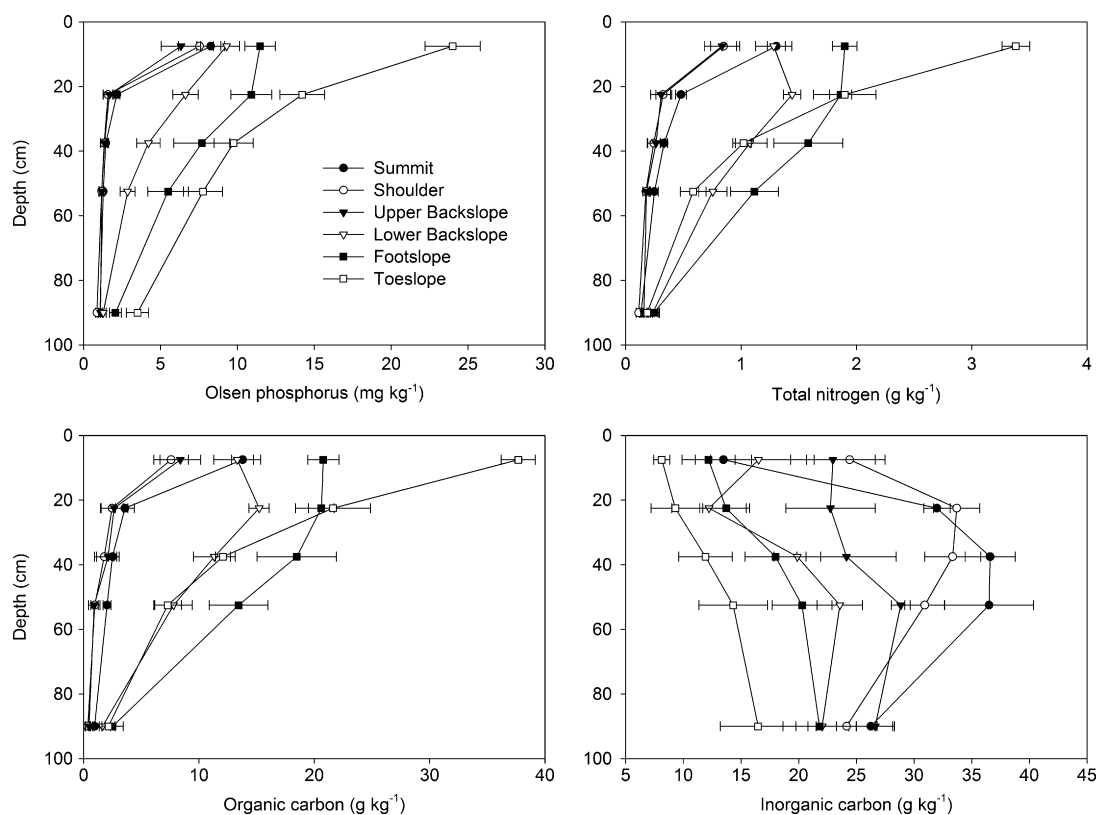 0
20
40
60
80
100
Depth (cm)
0 5 10 15 20 25 30
Olsen phosphorus (mg kg⁻¹)
Summit
Shoulder
Upper Backslope
Lower Backslope
Footslope
Toeslope
0
20
40
60
80
100
0 1 2 3 4
Total nitrogen (g kg⁻¹)
0
20
40
60
80
100
Depth (cm)
0 10 20 30 40
Organic carbon (g kg⁻¹)
0
20
40
60
80
100
5 10 15 20 25 30 35 40 45
Inorganic carbon (g kg⁻¹)